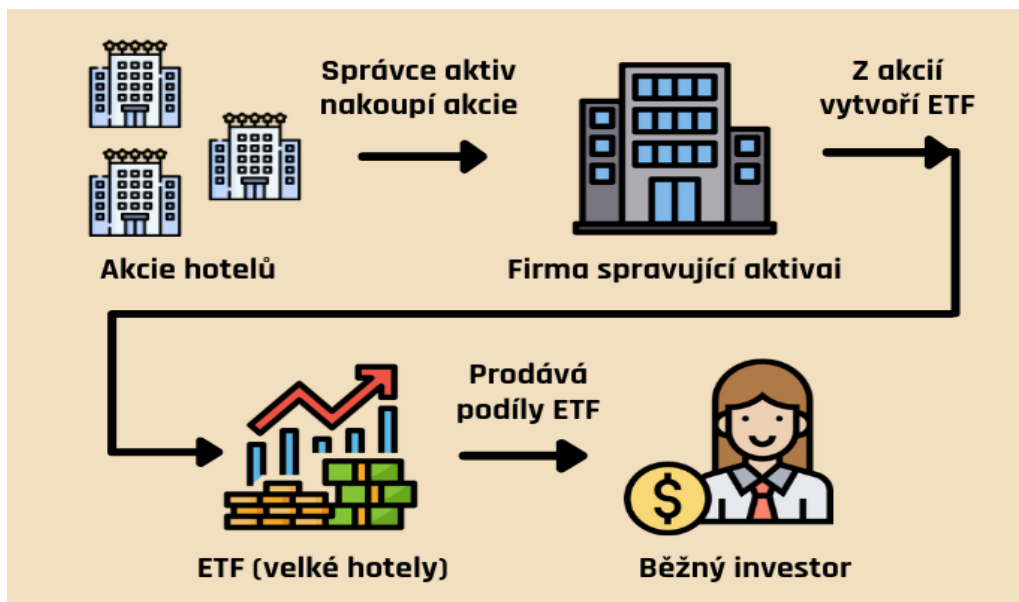 Správce aktiv
nakoupí akcie
Z akcií
vytvoří ETF
Akcie hotelů
Firma spravující aktivai
Prodává
podíly ETF
$
ETF (velké hotely)
Běžný investor